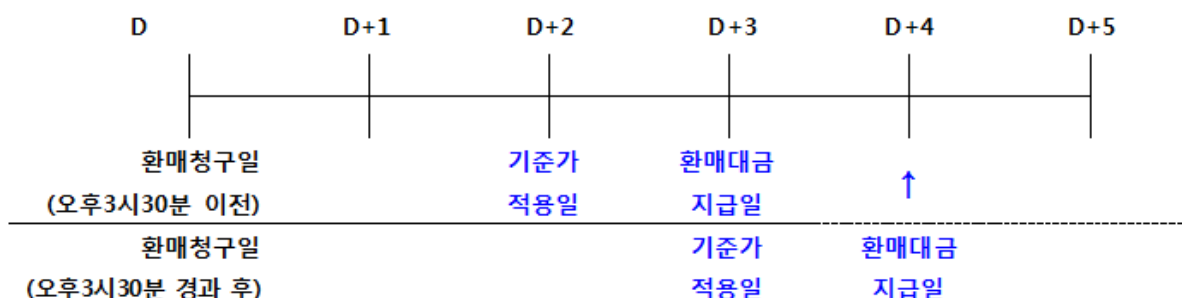 D D+1 D+2 D+3 D+4 D+5
환매청구일 기준가 환매대금
(오후3시30분 이전) 적용일 지급일 ↑
환매청구일 기준가 환매대금
(오후3시30분 경과 후) 적용일 지급일